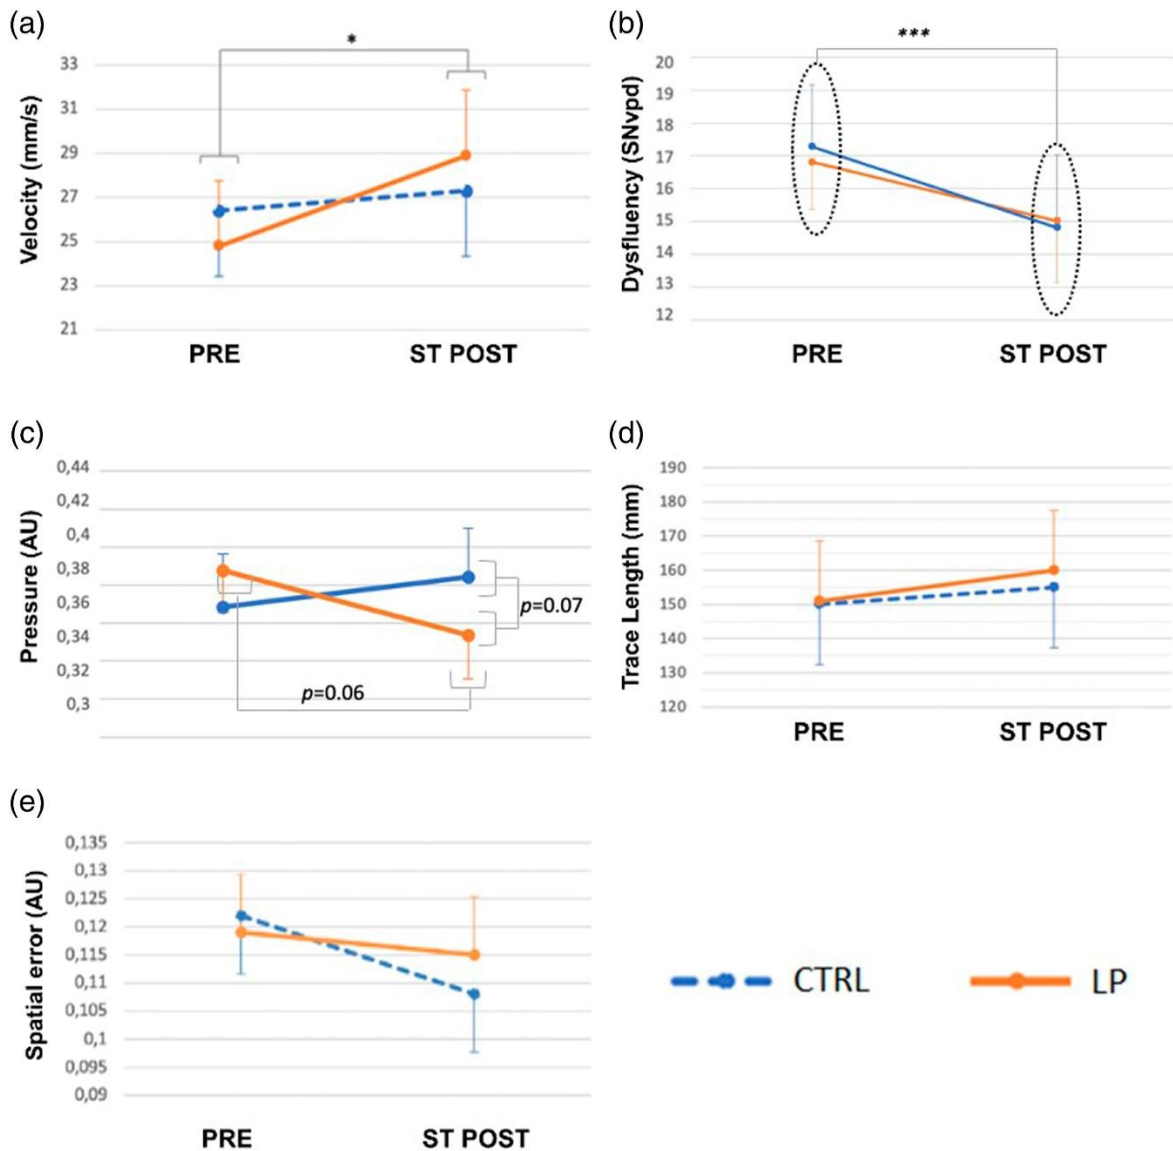 (a)
*
Velocity (mm/s)
33
31
29
27
25
23
21
PRE
ST POST
(b)
***
Dysfluency (SNvpd)
20
19
18
17
16
15
14
13
12
PRE
ST POST
(c)
Pressure (AU)
0,44
0,42
0,4
0,38
0,36
0,34
0,32
0,3
p=0.07
p=0.06
(d)
Trace Length (mm)
190
180
170
160
150
140
130
120
PRE
ST POST
(e)
Spatial error (AU)
0,135
0,13
0,125
0,12
0,115
0,11
0,105
0,1
0,095
0,09
PRE
ST POST
CTRL
LP